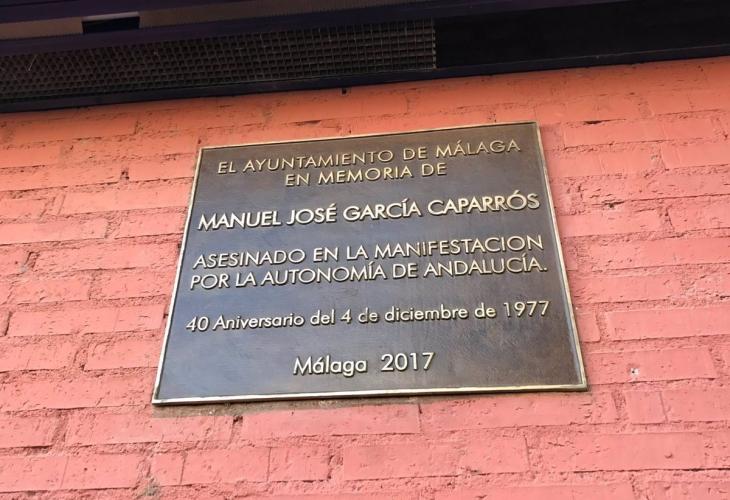 EL AYUNTAMIENTO DE MÁLAGA
EN MEMORIA DE
MANUEL JOSÉ GARCÍA CAPARRÓS
ASESINADO EN LA MANIFESTACION
POR LA AUTONOMÍA DE ANDALUCÍA.
40 Aniversario del 4 de diciembre de 1977
Málaga 2017